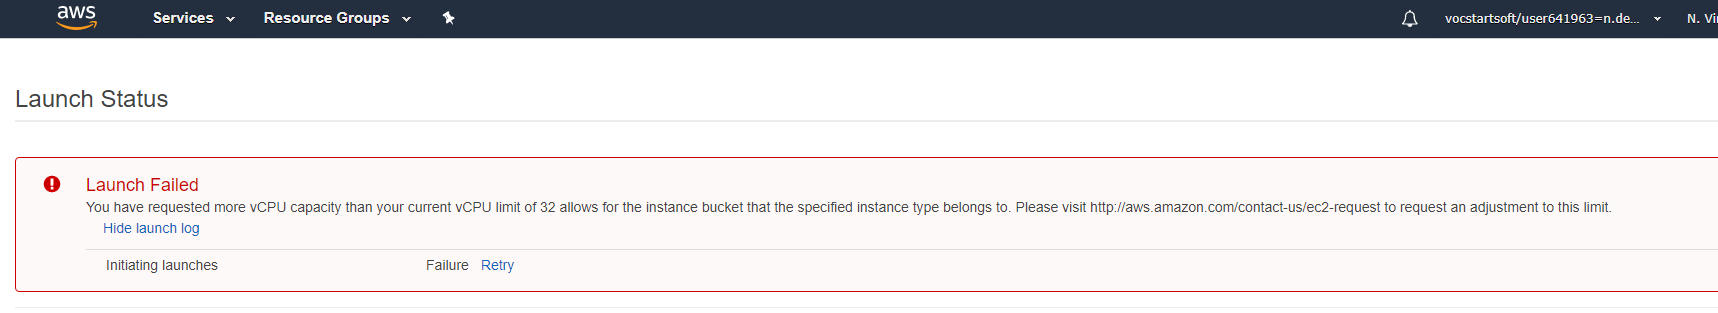 aws Services Resource Groups vocstartsoft/user641963=n.de... N. Vi
Launch Status
Launch Failed
You have requested more vCPU capacity than your current vCPU limit of 32 allows for the instance bucket that the specified instance type belongs to. Please visit http://aws.amazon.com/contact-us/ec2-request to request an adjustment to this limit.
Hide launch log
Initiating launches Failure Retry